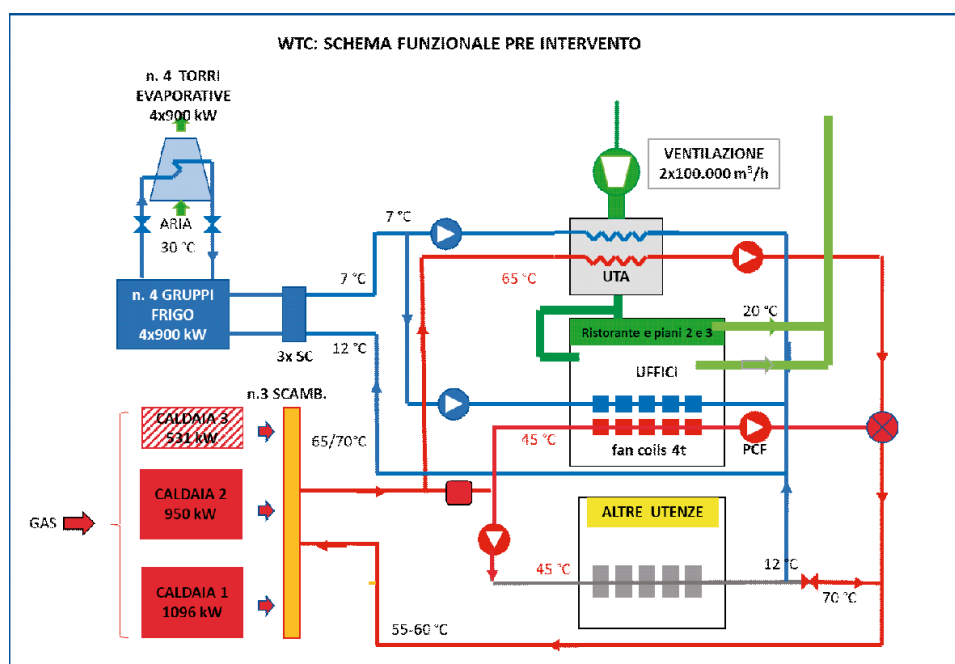 WTC: SCHEMA FUNZIONALE PRE INTERVENTO
n. 4 TORRI
EVAPORATIVE
4x900 kW
ARIA
30 °C
n. 4 GRUPPI
FRIGO
4x900 kW
3x SC
7 °C
12 °C
7 °C
VENTILAZIONE
2x100.000 m³/h
UTA
65 °C
20 °C
Ristorante e piani 2 e 3
UFFICI
fan coils 4t
45 °C
PCF
n.3 SCAMB.
65/70°C
CALDAIA 3
531 kW
CALDAIA 2
950 kW
CALDAIA 1
1096 kW
GAS
ALTRE UTENZE
45 °C
12 °C
70 °C
55-60 °C